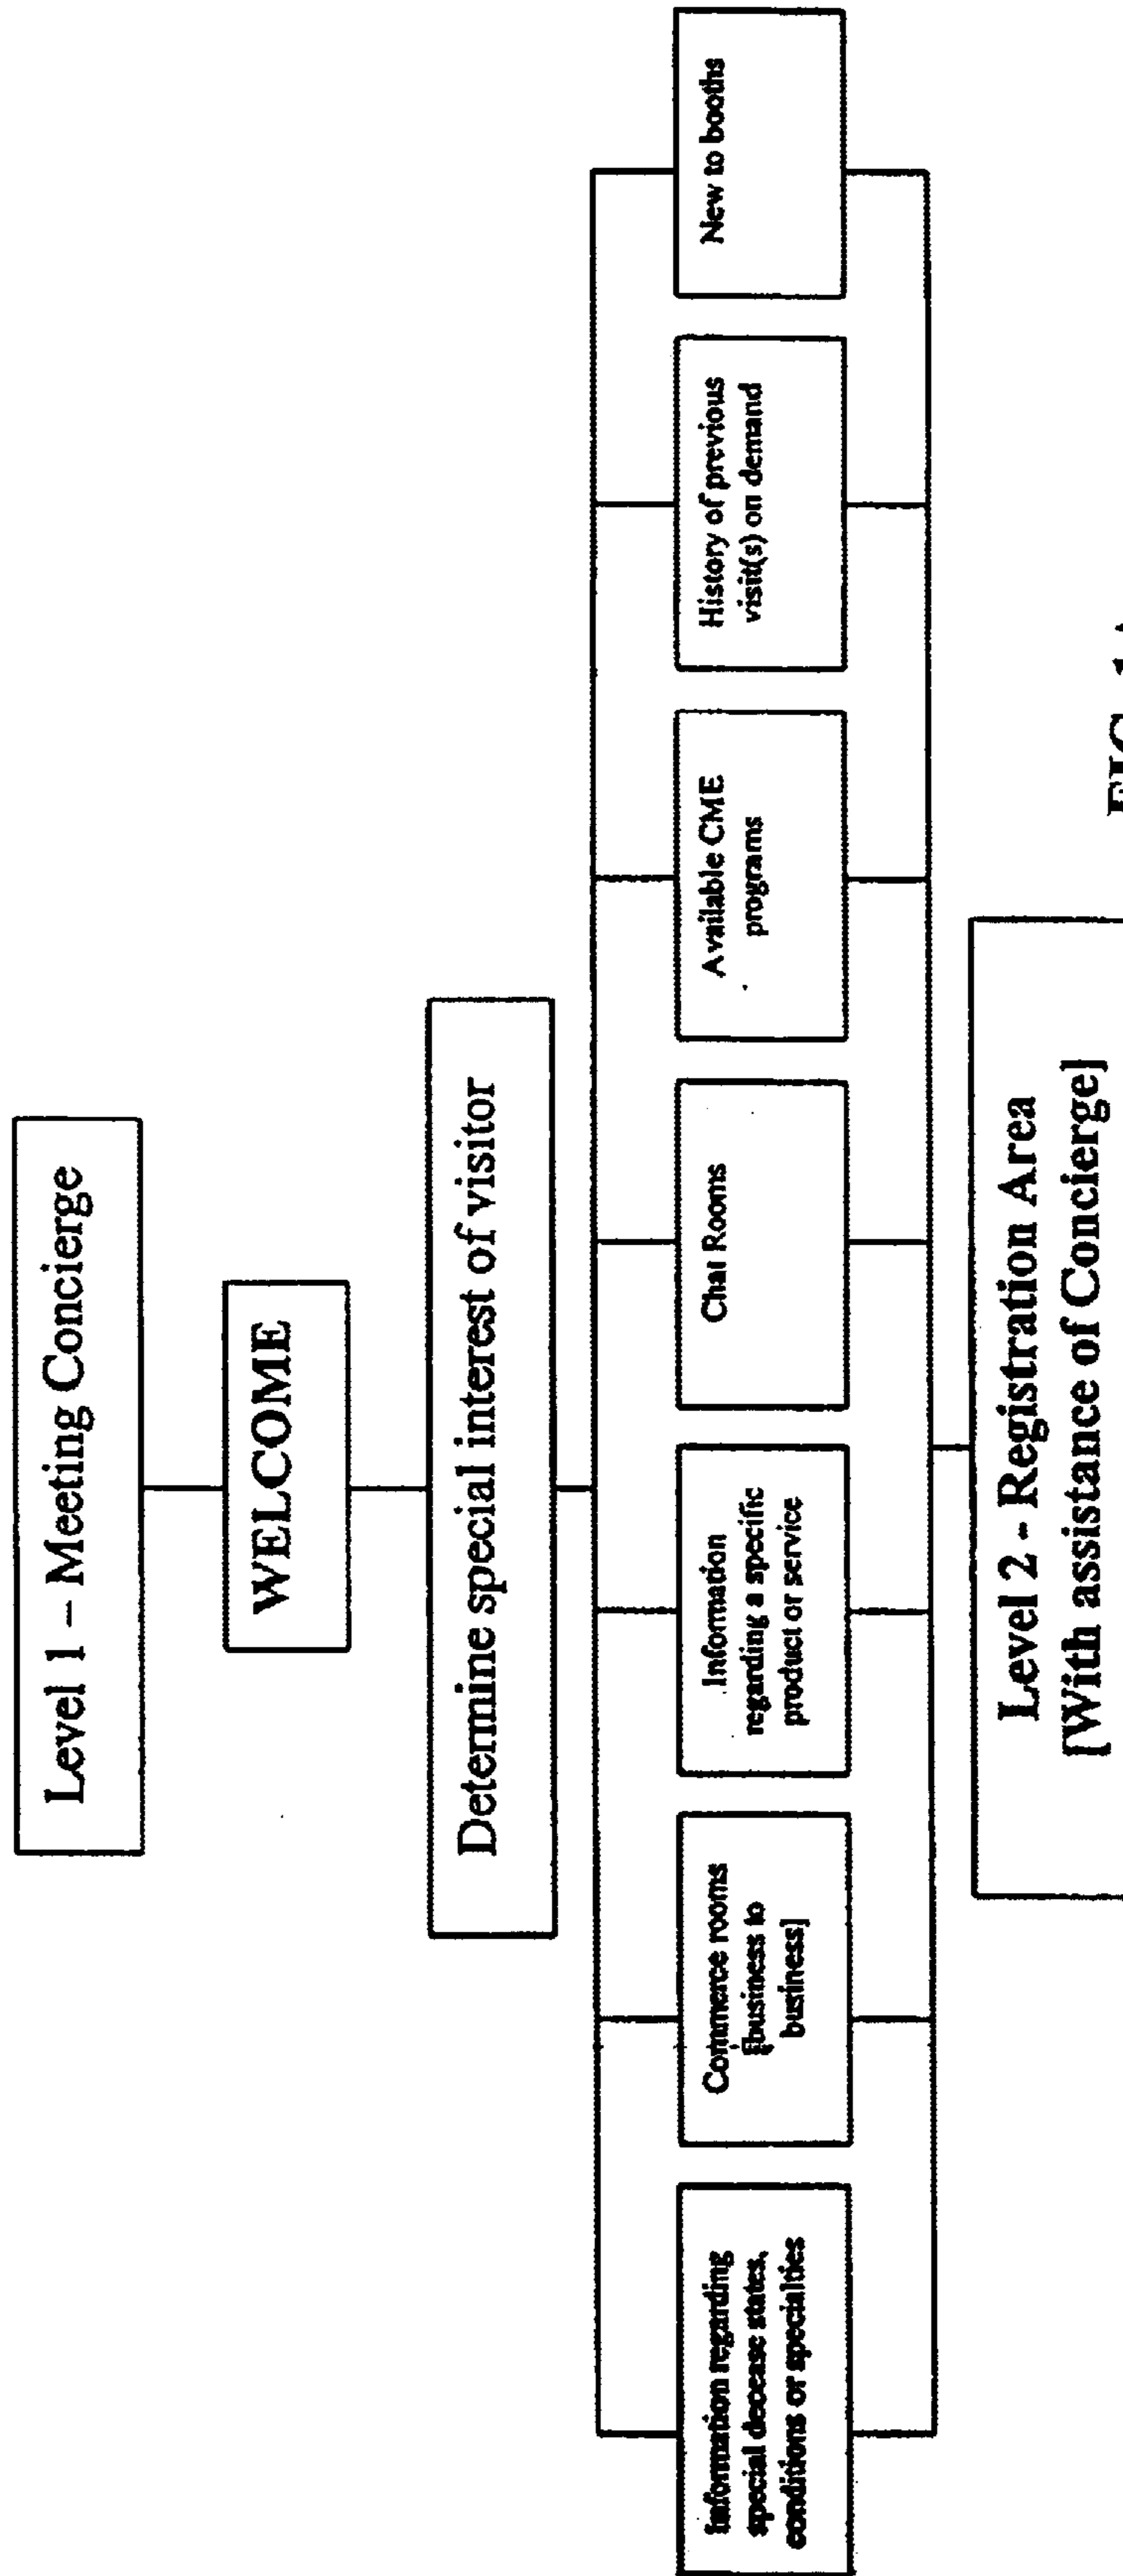 Level 1 – Meeting Concierge
WELCOME
Determine special interest of visitor
Information regarding
special decease states,
conditions or specialties
Commerce rooms
[business to
business]
Information
regarding a specific
product or service
Chat Rooms
Available CME
programs
History of previous
visit(s) on demand
New to booths
Level 2 - Registration Area
[With assistance of Concierge]